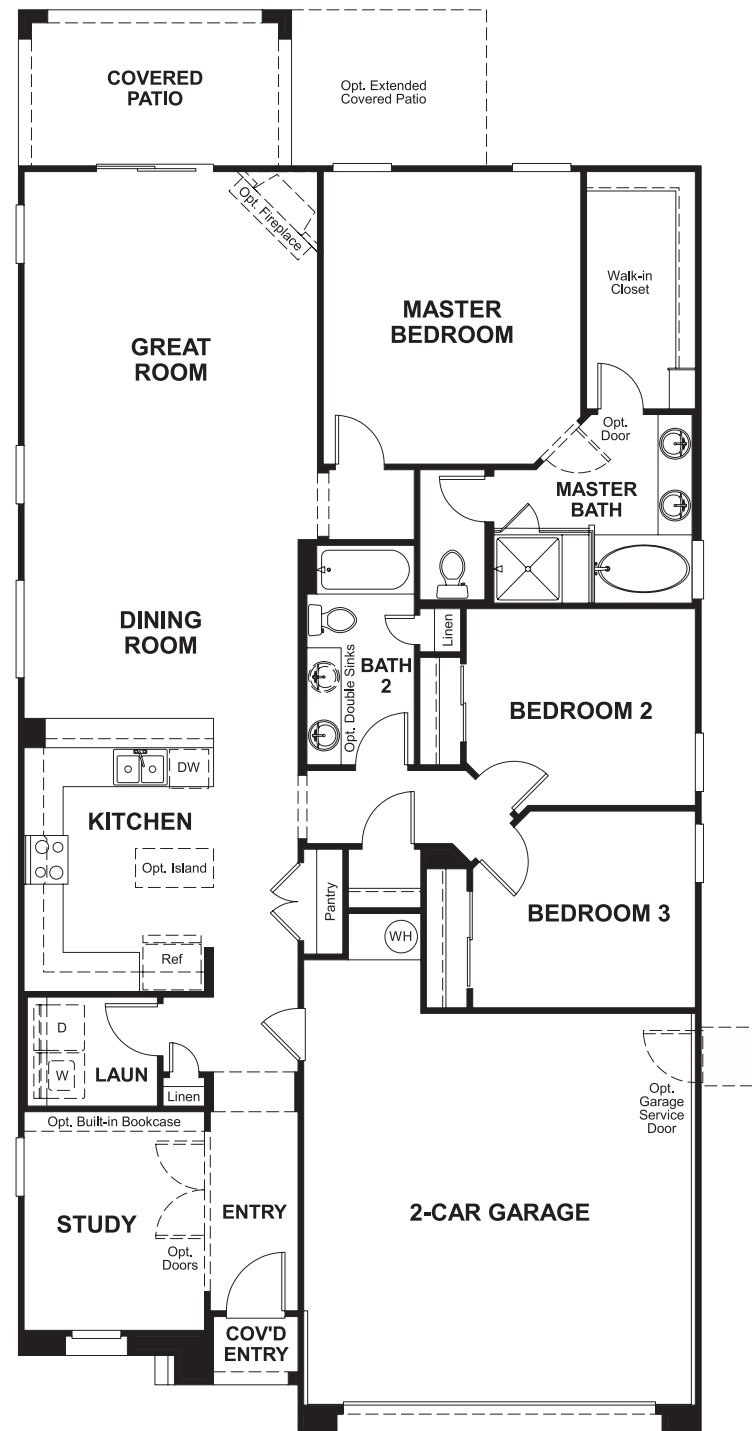 COVERED
PATIO
Opt. Extended
Covered Patio
Opt. Fireplace
Walk-in
Closet
MASTER
BEDROOM
GREAT
ROOM
Opt.
Door
MASTER
BATH
DINING
ROOM
Linen
BATH
2
Opt. Double Sinks
BEDROOM 2
DW
KITCHEN
Opt. Island
Pantry
BEDROOM 3
WH
Ref
D
W
LAUN
Linen
Opt.
Garage
Service
Door
Opt. Built-in Bookcase
STUDY
ENTRY
2-CAR GARAGE
Opt.
Doors
COV'D
ENTRY